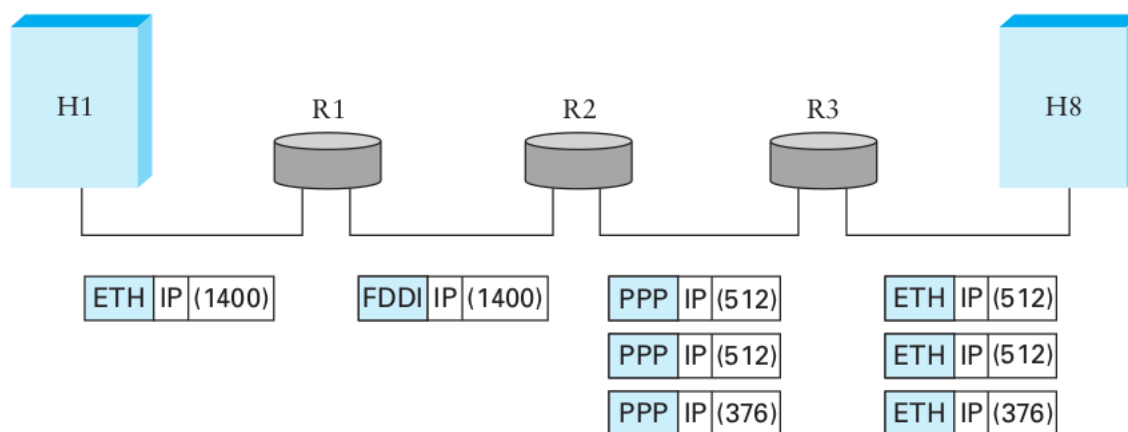 H1 R1 R2 R3 H8
ETH IP (1400) FDDI IP (1400) PPP IP (512) ETH IP (512)
PPP IP (512) ETH IP (512)
PPP IP (376) ETH IP (376)